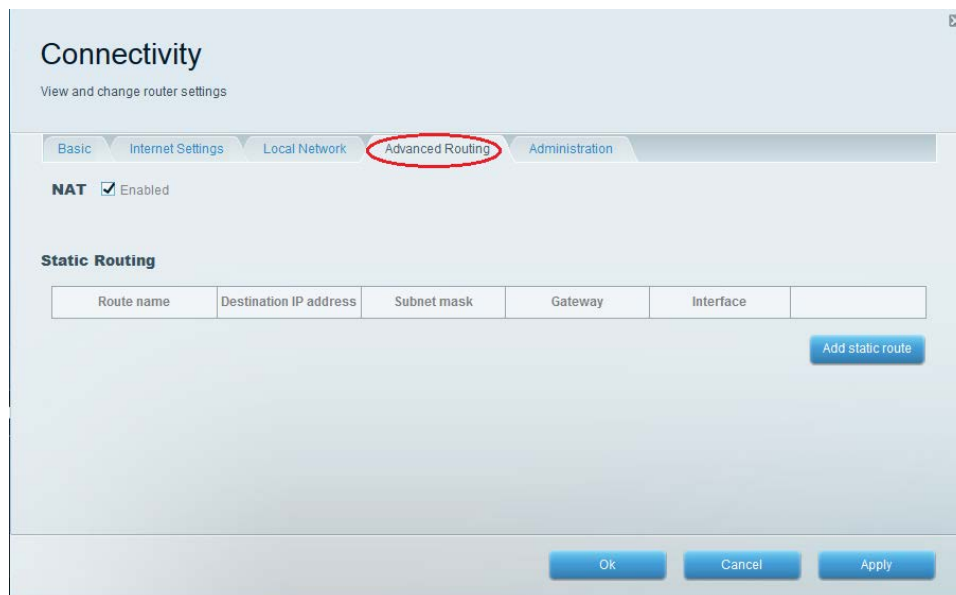 Connectivity
View and change router settings
Basic Internet Settings Local Network Advanced Routing Administration
NAT Enabled
Static Routing
Route name Destination IP address Subnet mask Gateway Interface
Add static route
Ok Cancel Apply